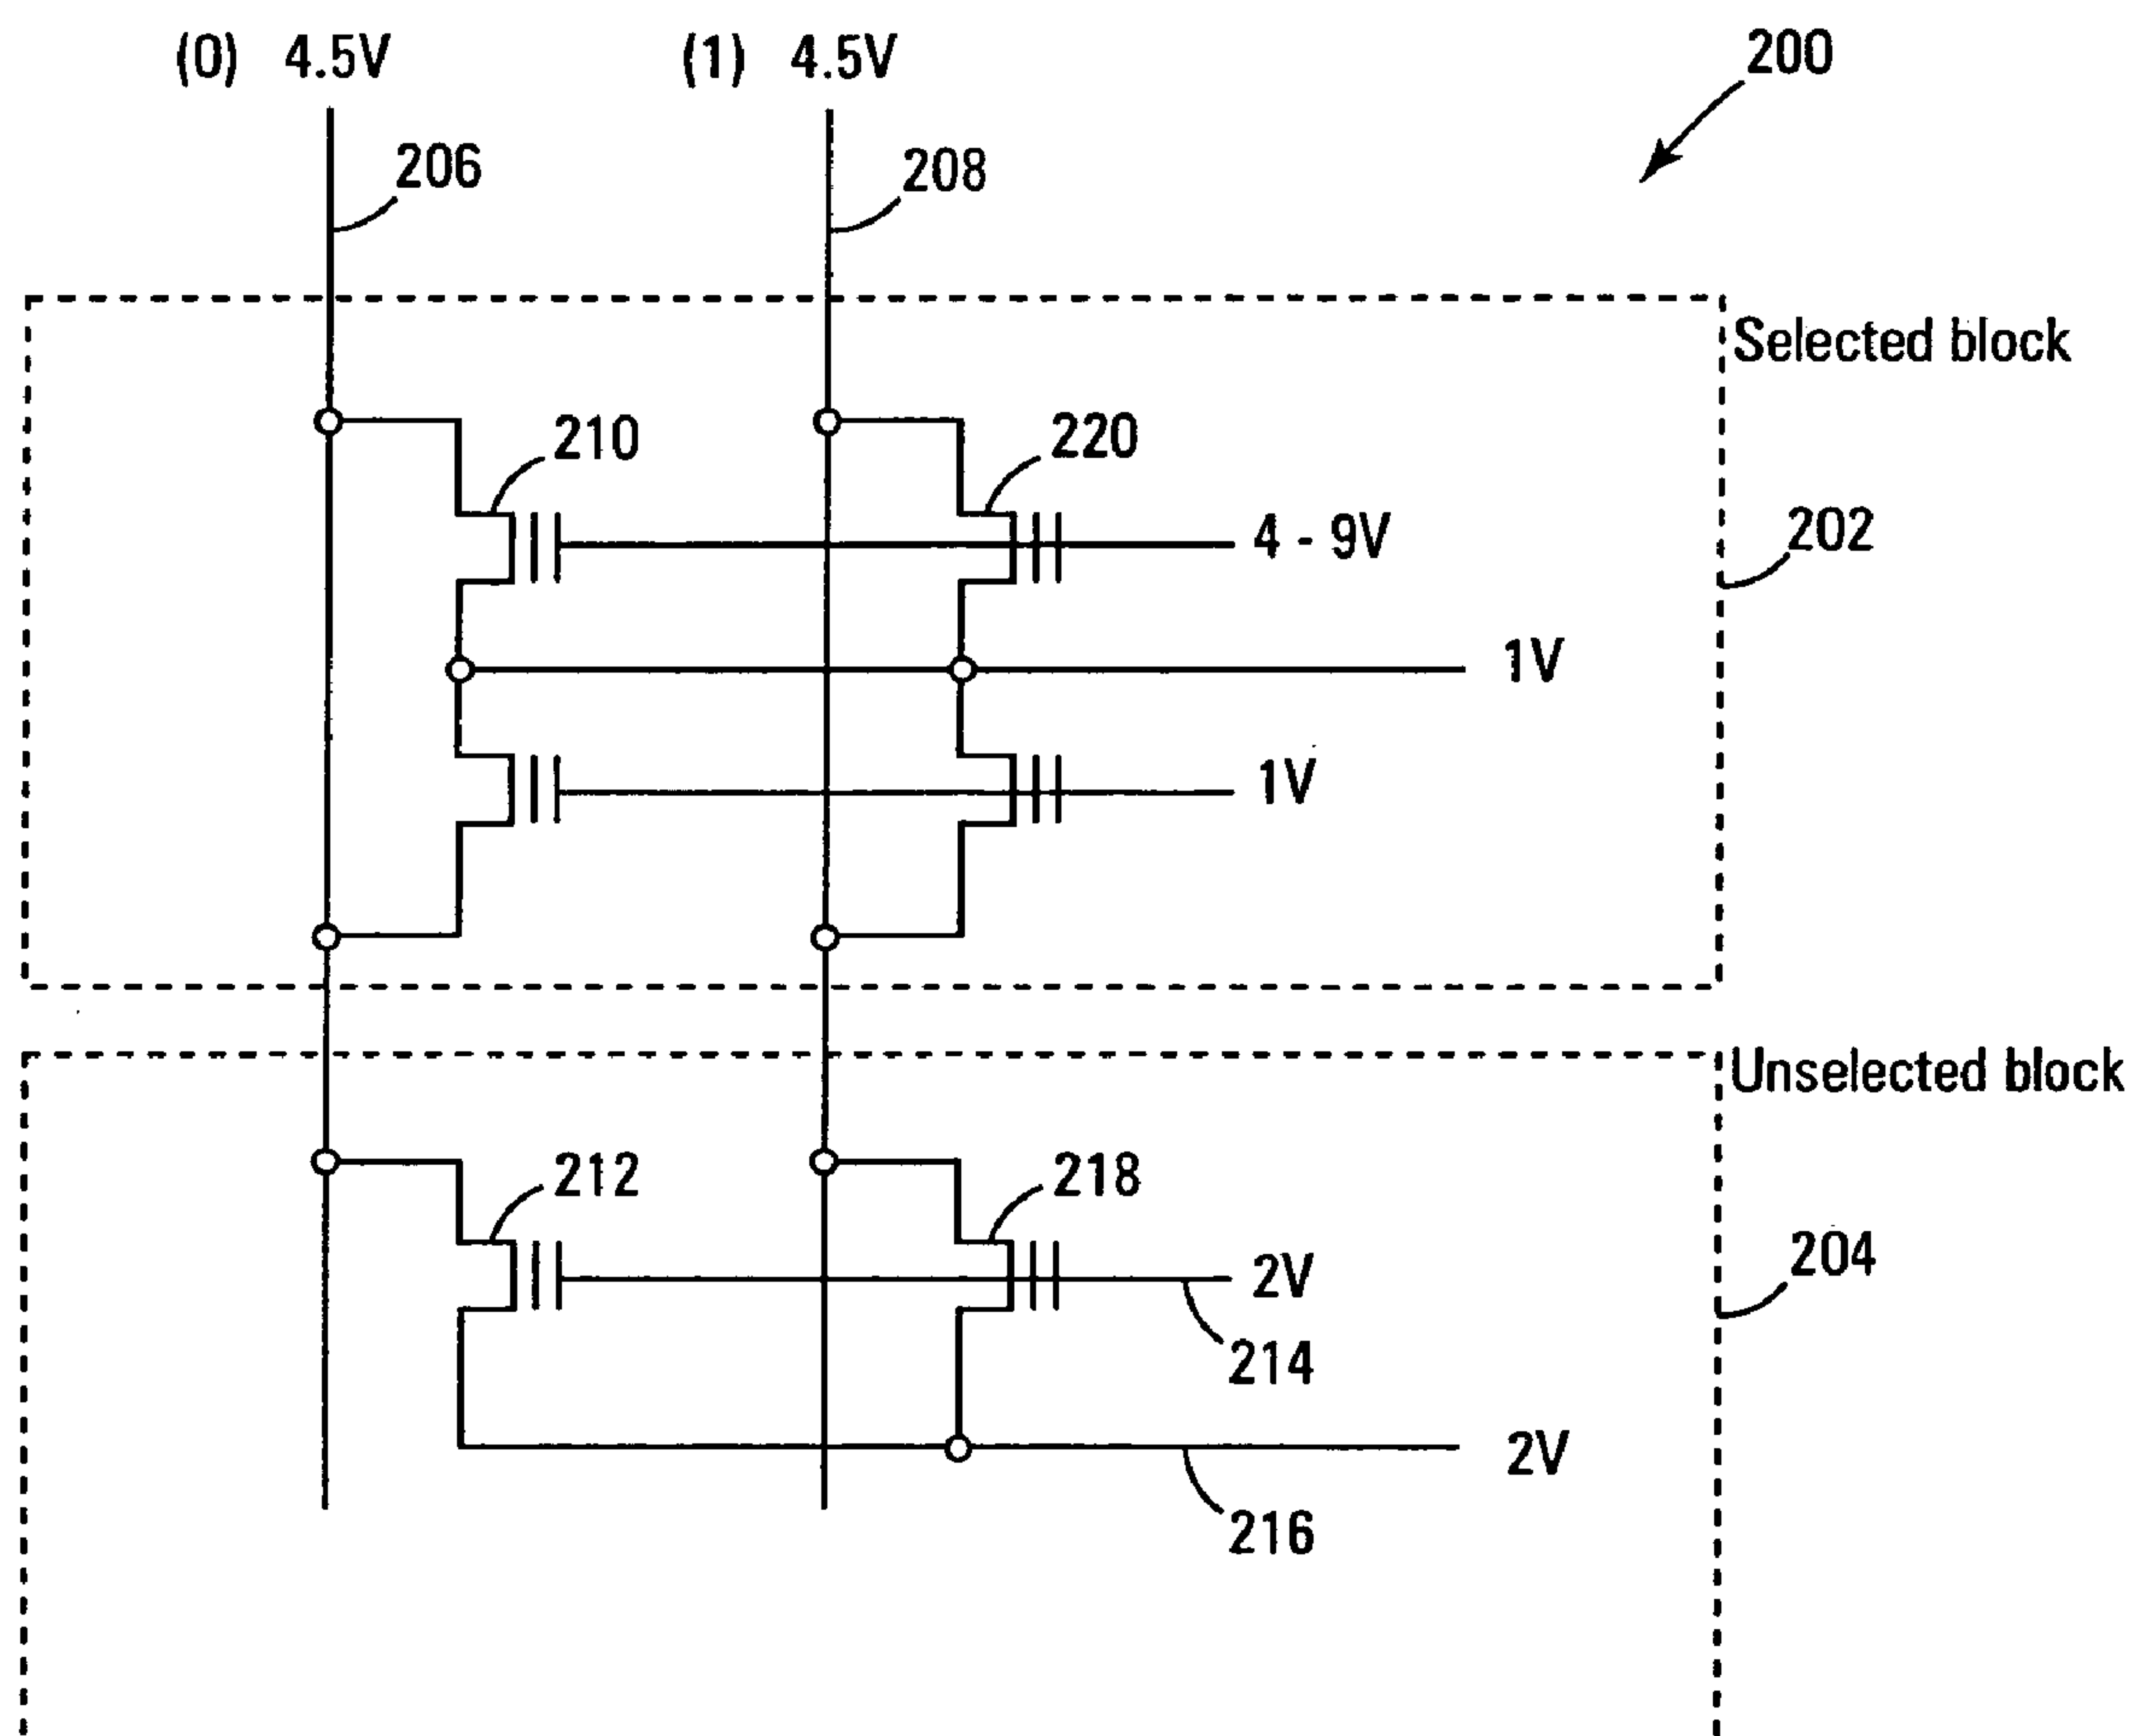 (0) 4.5V
(1) 4.5V
200
206
208
Selected block
210
220
4 - 9V
202
1V
1V
Unselected block
212
218
2V
204
214
2V
216